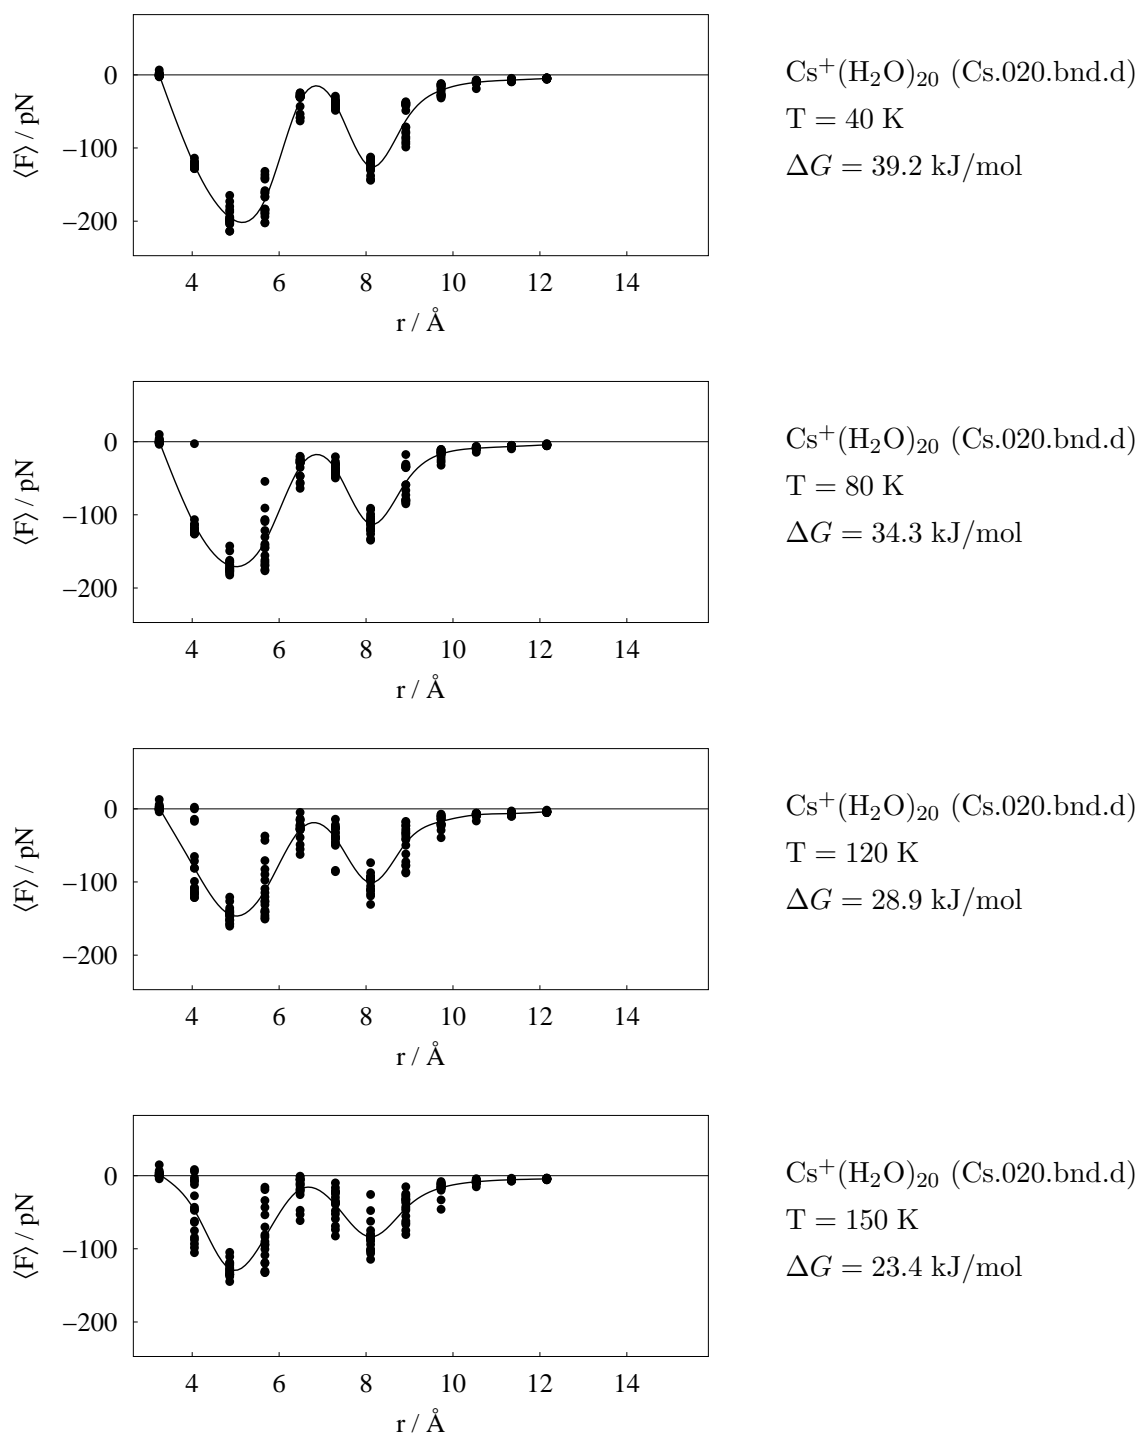 0
−100
−200
⟨F⟩ / pN
4 6 8 10 12 14
r / Å
Cs⁺(H₂O)₂₀ (Cs.020.bnd.d)
T = 40 K
ΔG = 39.2 kJ/mol
0
−100
−200
⟨F⟩ / pN
4 6 8 10 12 14
r / Å
Cs⁺(H₂O)₂₀ (Cs.020.bnd.d)
T = 80 K
ΔG = 34.3 kJ/mol
0
−100
−200
⟨F⟩ / pN
4 6 8 10 12 14
r / Å
Cs⁺(H₂O)₂₀ (Cs.020.bnd.d)
T = 120 K
ΔG = 28.9 kJ/mol
0
−100
−200
⟨F⟩ / pN
4 6 8 10 12 14
r / Å
Cs⁺(H₂O)₂₀ (Cs.020.bnd.d)
T = 150 K
ΔG = 23.4 kJ/mol